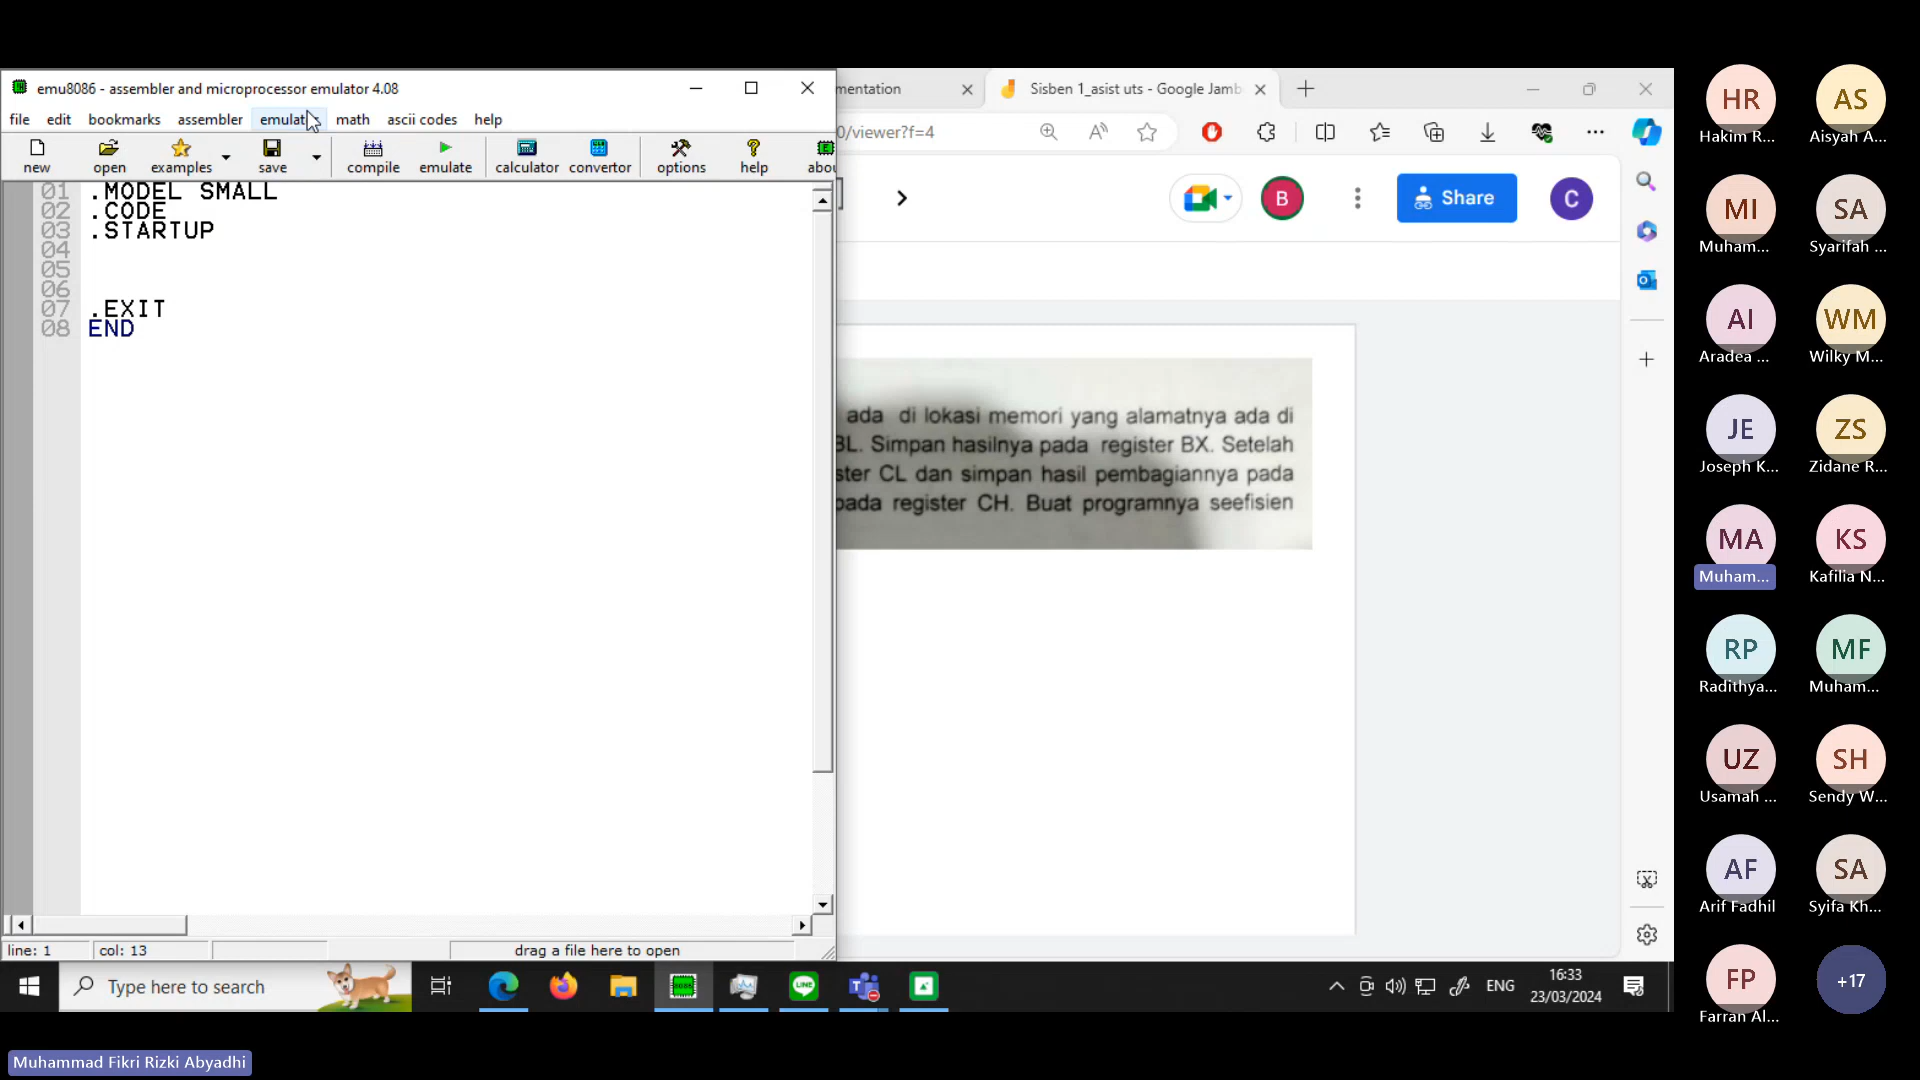 emu8086 - assembler and microprocessor emulator 4.08
file edit bookmarks assembler emulator math ascii codes help
new open examples save compile emulate calculator convertor options help abou
01 .MODEL SMALL
02 .CODE
03 .STARTUP
04
05
06
07 .EXIT
08 END
line: 1 col: 13 drag a file here to open
mentation
Sisben 1_asist uts - Google Jamb
0/viewer?f=4
B
Share
C
ada di lokasi memori yang alamatnya ada di
BL. Simpan hasilnya pada register BX. Setelah
ster CL dan simpan hasil pembagiannya pada
pada register CH. Buat programnya seefisien
Type here to search
ENG
16:33
23/03/2024
HR
Hakim R...
AS
Aisyah A...
MI
Muham...
SA
Syarifah ...
AI
Aradea ...
WM
Wilky M...
JE
Joseph K...
ZS
Zidane R...
MA
Muham...
KS
Kafilia N...
RP
Radithya...
MF
Muham...
UZ
Usamah ...
SH
Sendy W...
AF
Arif Fadhil
SA
Syifa Kh...
FP
Farran Al...
+17
Muhammad Fikri Rizki Abyadhi